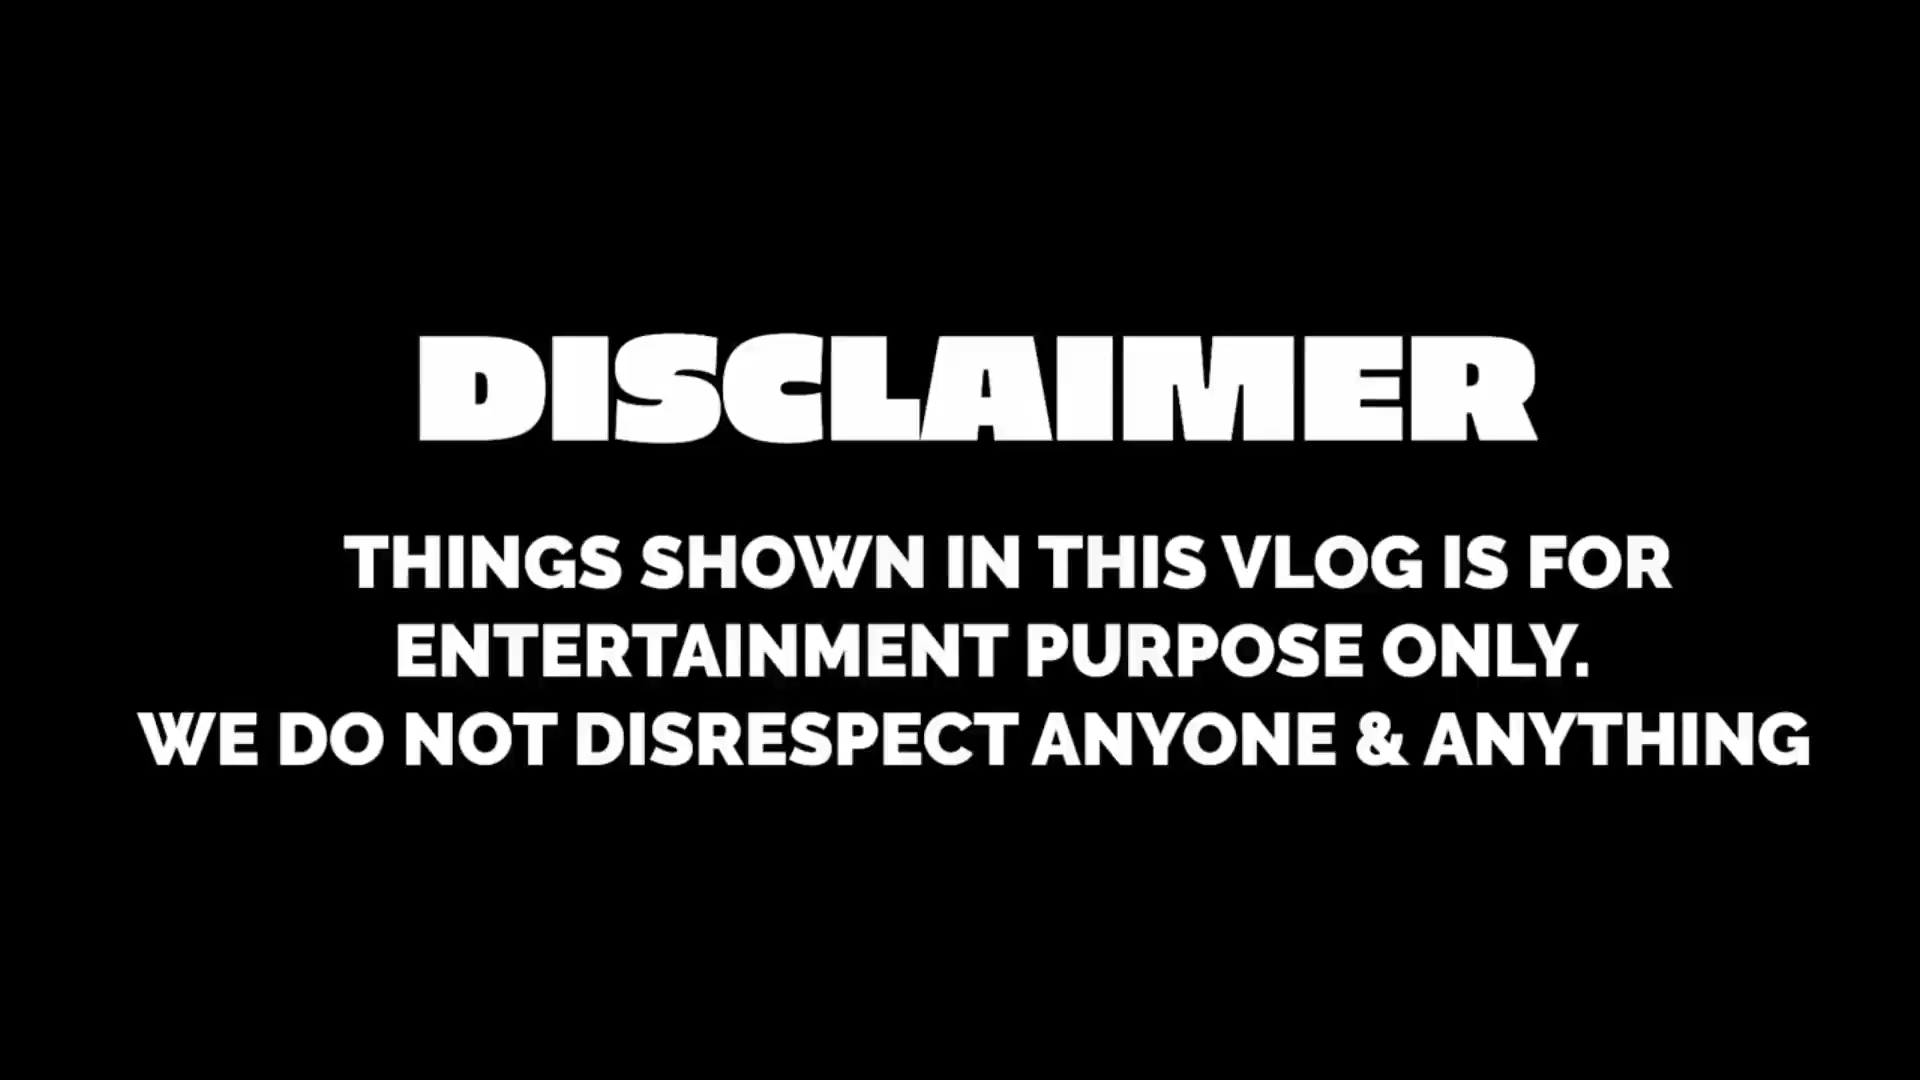 DISCLAIMER
THINGS SHOWN IN THIS VLOG IS FOR
ENTERTAINMENT PURPOSE ONLY.
WE DO NOT DISRESPECT ANYONE & ANYTHING